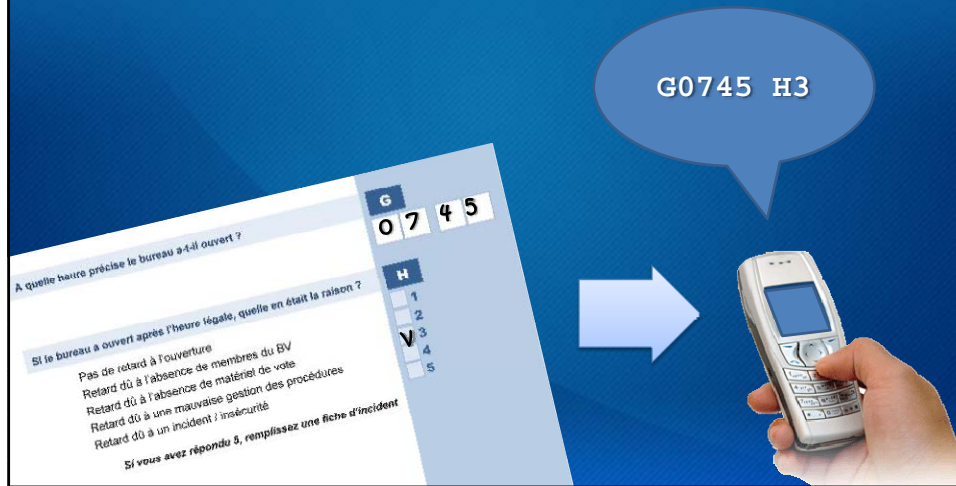 G0745 H3
G
A quelle heure précise le bureau a-t-il ouvert ?
0 7 4 5
H
Si le bureau a ouvert après l'heure légale, quelle en était la raison ?
Pas de retard à l'ouverture 1
Retard dû à l'absence de membres du BV 2
Retard dû à l'absence de matériel de vote V 3
Retard dû à une mauvaise gestion des procédures 4
Retard dû à un incident / insécurité 5
Si vous avez répondu 5, remplissez une fiche d'incident